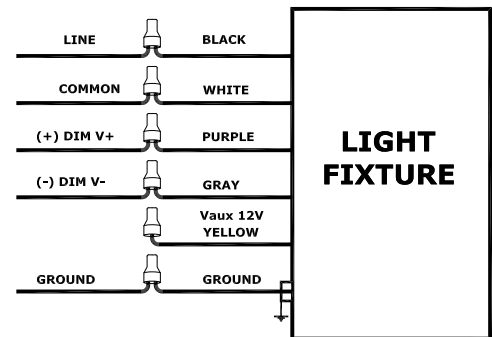 LINE BLACK
COMMON WHITE
(+) DIM V+ PURPLE
(-) DIM V- GRAY
Vaux 12V
YELLOW
GROUND GROUND
LIGHT
FIXTURE